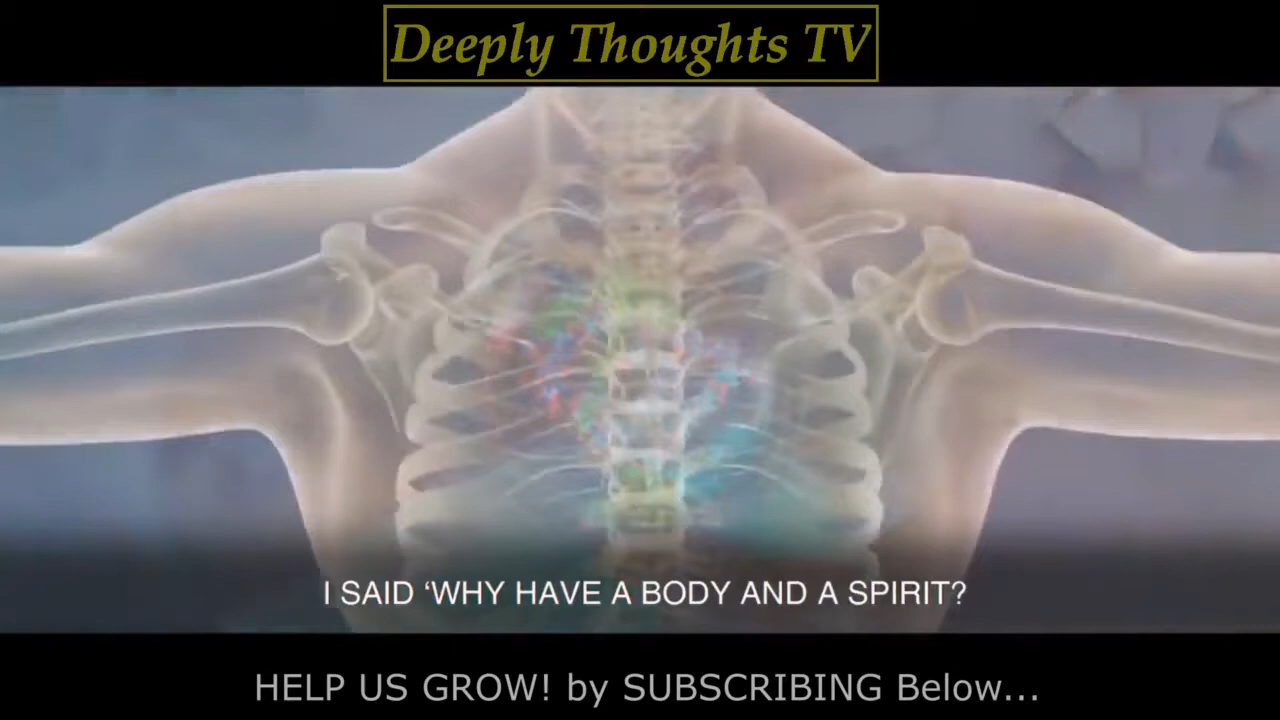 Deeply Thoughts TV
I SAID ‘WHY HAVE A BODY AND A SPIRIT?
HELP US GROW! by SUBSCRIBING Below...